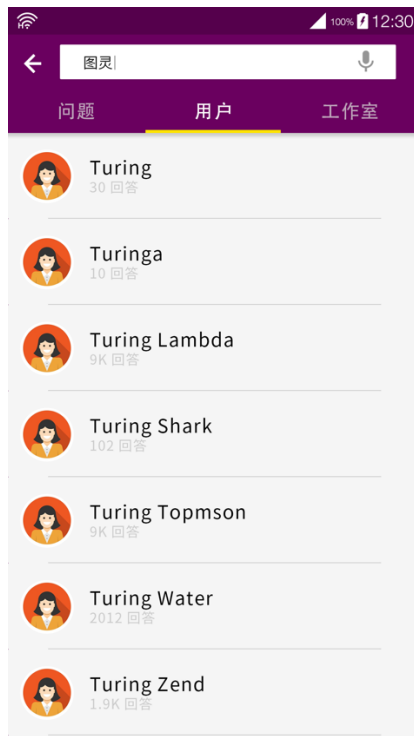 100% 12:30
图灵
问题 用户 工作室
Turing
30 回答
Turinga
10 回答
Turing Lambda
9K 回答
Turing Shark
102 回答
Turing Topmson
9K 回答
Turing Water
2012 回答
Turing Zend
1.9K 回答